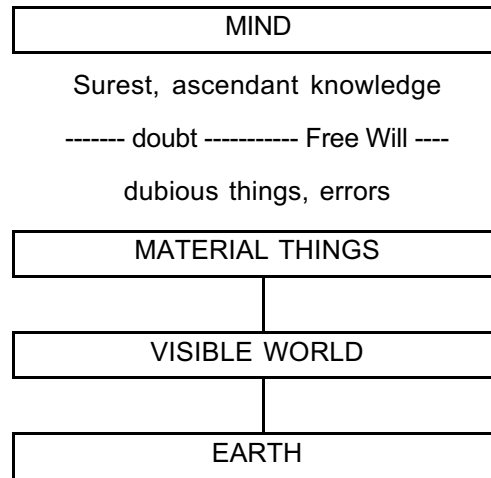 MIND
Surest, ascendant knowledge
------- doubt ----------- Free Will ----
dubious things, errors
MATERIAL THINGS
VISIBLE WORLD
EARTH